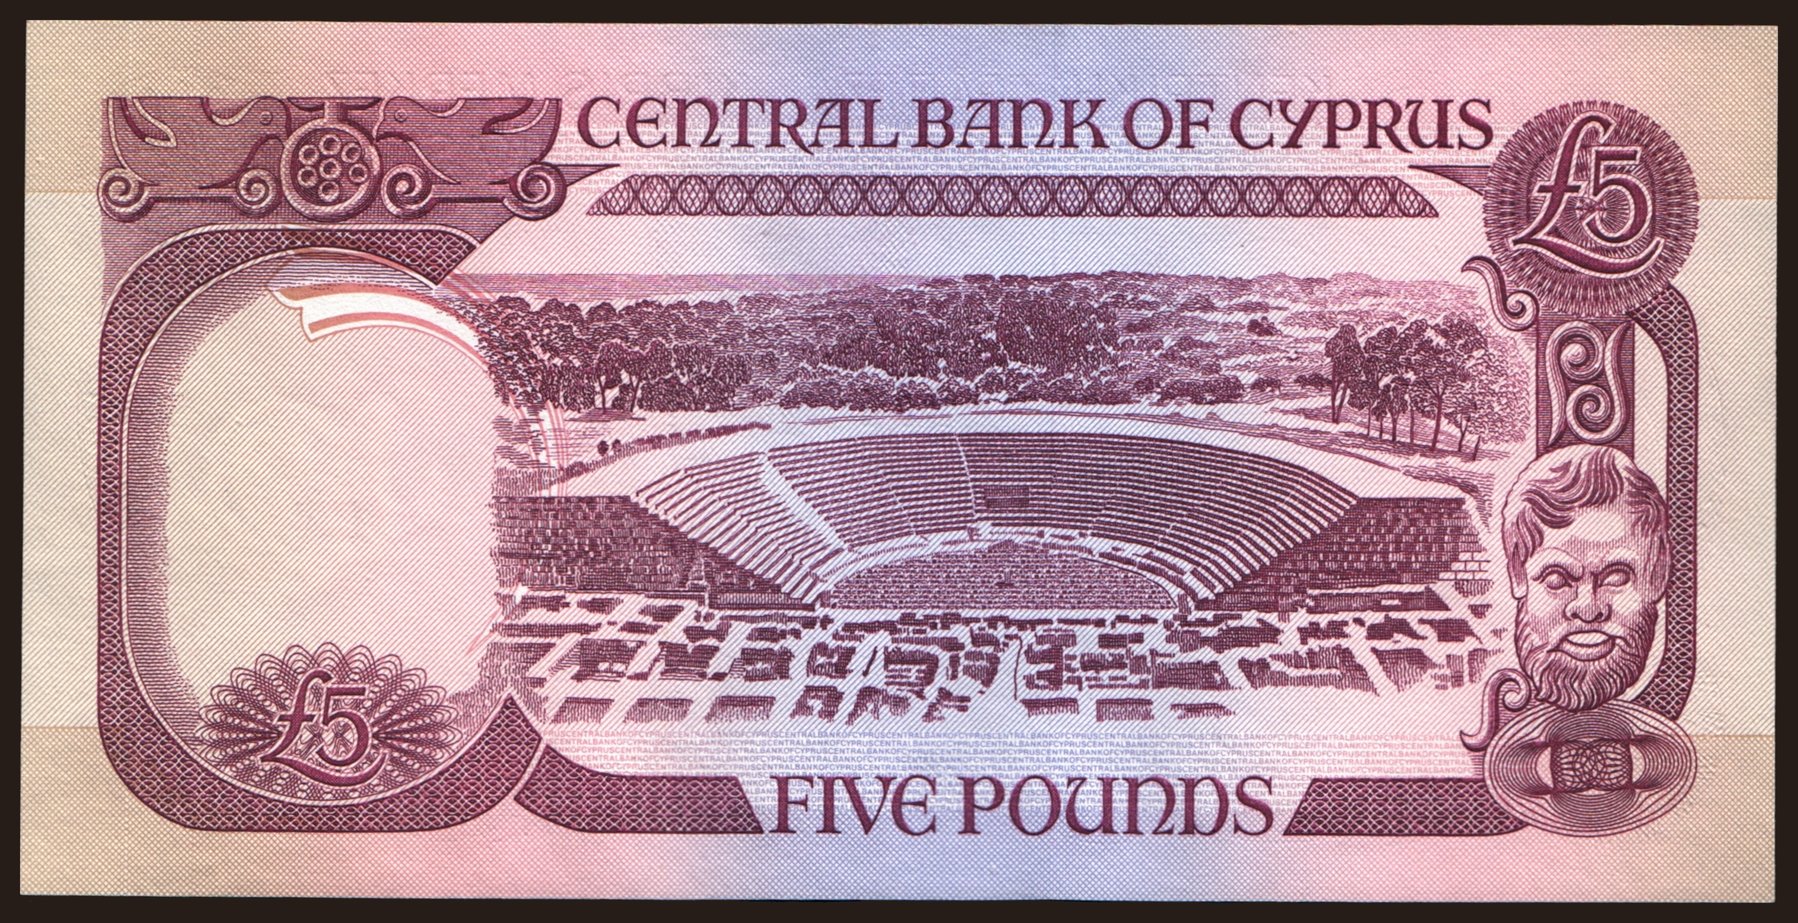 CENTRAL BANK OF CYPRUS
£5
£5
FIVE POUNDS